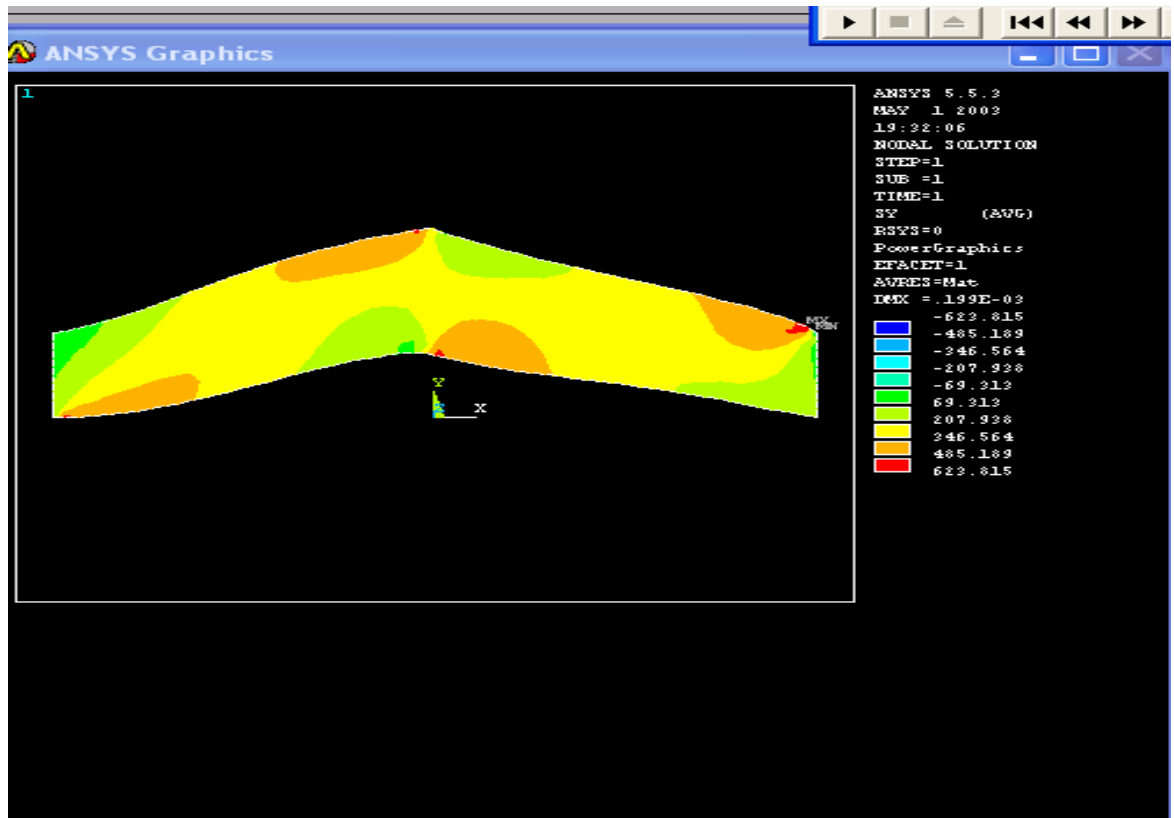 ANSYS Graphics
1
ANSYS 5.5.3
MAY 1 2003
19:32:06
NODAL SOLUTION
STEP=1
SUB =1
TIME=1
SY (AVG)
RSYS=0
PowerGraphics
EFACET=1
AVRES=Mat
DMX =.199E-03
-623.815
-485.189
-346.564
-207.938
-69.313
69.313
207.938
346.564
485.189
623.815
MX
MN
Y
X